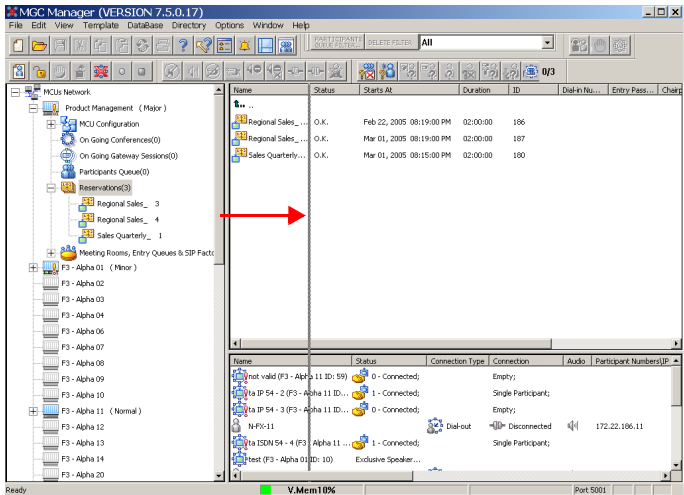 MGC Manager (VERSION 7.5.0.17)
File Edit View Template DataBase Directory Options Window Help
PARTICIPANTS QUEUE FILTER... DELETE FILTER All
0/3
MCUs Network
Product Management ( Major )
MCU Configuration
On Going Conferences(0)
On Going Gateway Sessions(0)
Participants Queue(0)
Reservations(3)
Regional Sales_ 3
Regional Sales_ 4
Sales Quarterly_ 1
Meeting Rooms, Entry Queues & SIP Facto
F3 - Alpha 01 ( Minor )
F3 - Alpha 02
F3 - Alpha 03
F3 - Alpha 04
F3 - Alpha 06
F3 - Alpha 07
F3 - Alpha 08
F3 - Alpha 09
F3 - Alpha 10
F3 - Alpha 11 ( Normal )
F3 - Alpha 12
F3 - Alpha 13
F3 - Alpha 14
F3 - Alpha 20
Name Status Starts At Duration ID Dial-in Nu... Entry Pass... Chairp
..
Regional Sales_ ... O.K. Feb 22, 2005 08:19:00 PM 02:00:00 186
Regional Sales_ ... O.K. Mar 01, 2005 08:19:00 PM 02:00:00 187
Sales Quarterly... O.K. Mar 01, 2005 08:15:00 PM 02:00:00 180
Name Status Connection Type Connection Audio Participant Numbers\IP
not valid (F3 - Alpha 11 ID: 59) 0 - Connected; Empty;
ta IP 54 - 2 (F3 - Alpha 11 ID... 1 - Connected; Single Participant;
ta IP 54 - 3 (F3 - Alpha 11 ID... 0 - Connected; Empty;
N-FX-11 Dial-out Disconnected 172.22.186.11
ta ISDN 54 - 4 (F3 - Alpha 11 ... 1 - Connected; Single Participant;
test (F3 - Alpha 01 ID: 10) Exclusive Speaker...
Ready V.Mem10% Port 5001